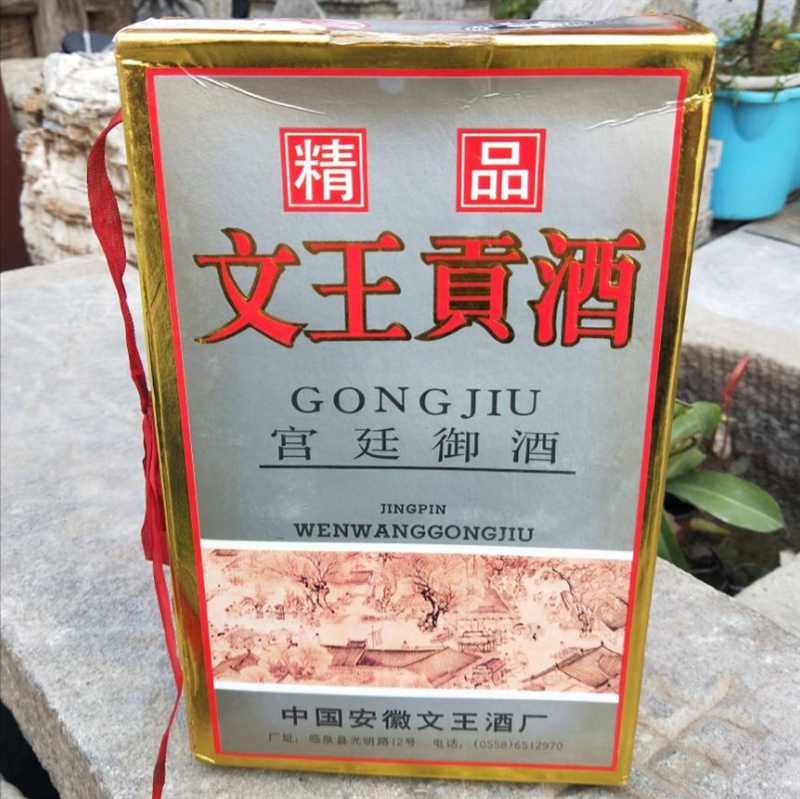 精 品
文王貢酒
GONGJIU
宫廷御酒
JINGPIN
WENWANGGONGJIU
中国安徽文王酒厂
厂址：临泉县光明路12号 电话：(0558)6512970